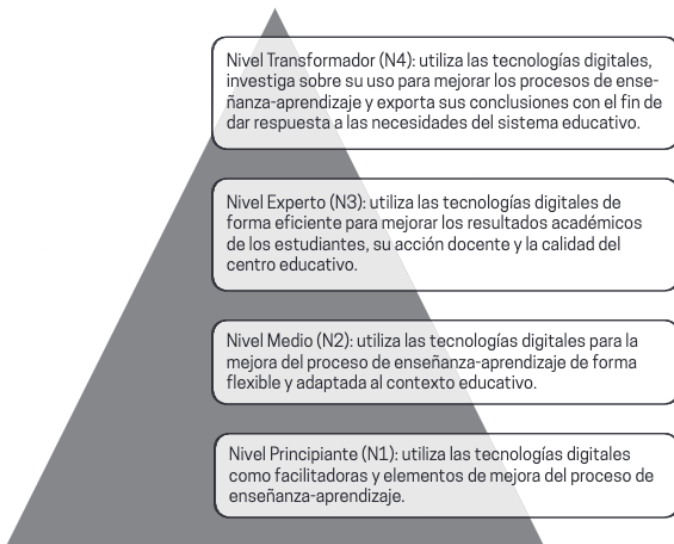 Nivel Transformador (N4): utiliza las tecnologías digitales,
investiga sobre su uso para mejorar los procesos de ense-
ñanza-aprendizaje y exporta sus conclusiones con el fin de
dar respuesta a las necesidades del sistema educativo.
Nivel Experto (N3): utiliza las tecnologías digitales de
forma eficiente para mejorar los resultados académicos
de los estudiantes, su acción docente y la calidad del
centro educativo.
Nivel Medio (N2): utiliza las tecnologías digitales para la
mejora del proceso de enseñanza-aprendizaje de forma
flexible y adaptada al contexto educativo.
Nivel Principiante (N1): utiliza las tecnologías digitales
como facilitadoras y elementos de mejora del proceso de
enseñanza-aprendizaje.